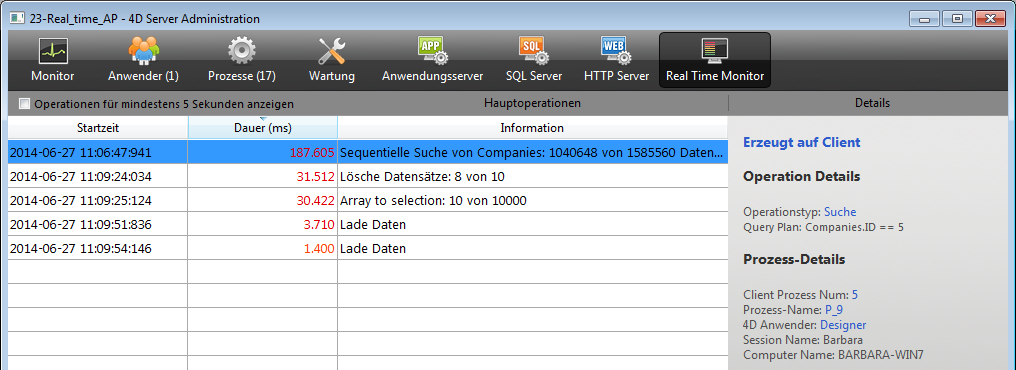 23-Real_time_AP - 4D Server Administration
Monitor Anwender (1) Prozesse (17) Wartung APP Anwendungsserver SQL SQL Server WEB HTTP Server Real Time Monitor
Operationen für mindestens 5 Sekunden anzeigen Hauptoperationen Details
Startzeit Dauer (ms) Information
2014-06-27 11:06:47:941 187.605 Sequentielle Suche von Companies: 1040648 von 1585560 Daten...
2014-06-27 11:09:24:034 31.512 Lösche Datensätze: 8 von 10
2014-06-27 11:09:25:124 30.422 Array to selection: 10 von 10000
2014-06-27 11:09:51:836 3.710 Lade Daten
2014-06-27 11:09:54:146 1.400 Lade Daten
Erzeugt auf Client
Operation Details
Operationstyp: Suche
Query Plan: Companies.ID == 5
Prozess-Details
Client Prozess Num: 5
Prozess-Name: P_9
4D Anwender: Designer
Session Name: Barbara
Computer Name: BARBARA-WIN7